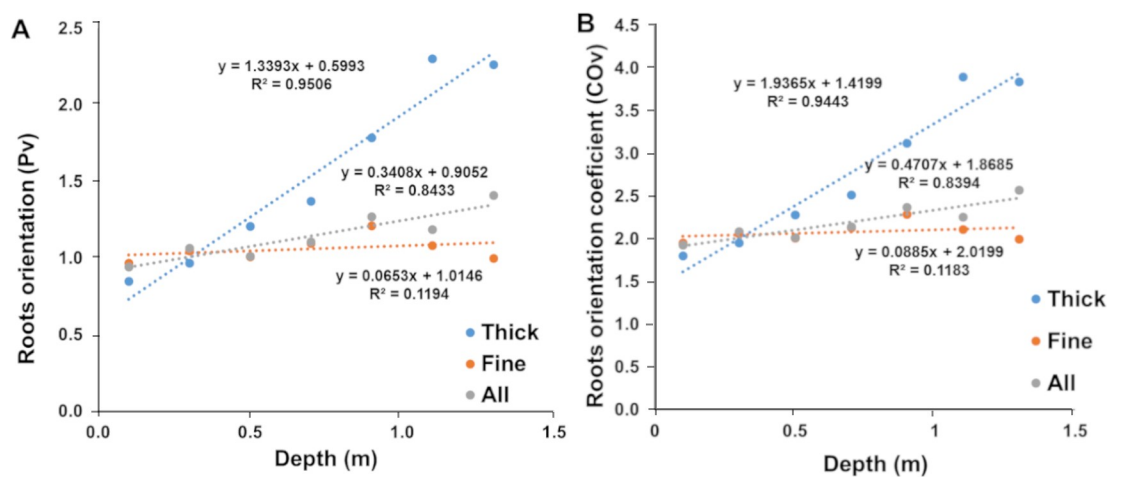 A
Roots orientation (Pv)
2.5
2.0
1.5
1.0
0.5
0.0
y = 1.3393x + 0.5993
R² = 0.9506
y = 0.3408x + 0.9052
R² = 0.8433
y = 0.0653x + 1.0146
R² = 0.1194
Thick
Fine
All
0.0 0.5 1.0 1.5
Depth (m)
B
Roots orientation coeficient (COv)
4.5
4.0
3.5
3.0
2.5
2.0
1.5
1.0
0.5
0.0
y = 1.9365x + 1.4199
R² = 0.9443
y = 0.4707x + 1.8685
R² = 0.8394
y = 0.0885x + 2.0199
R² = 0.1183
Thick
Fine
All
0 0.5 1 1.5
Depth (m)